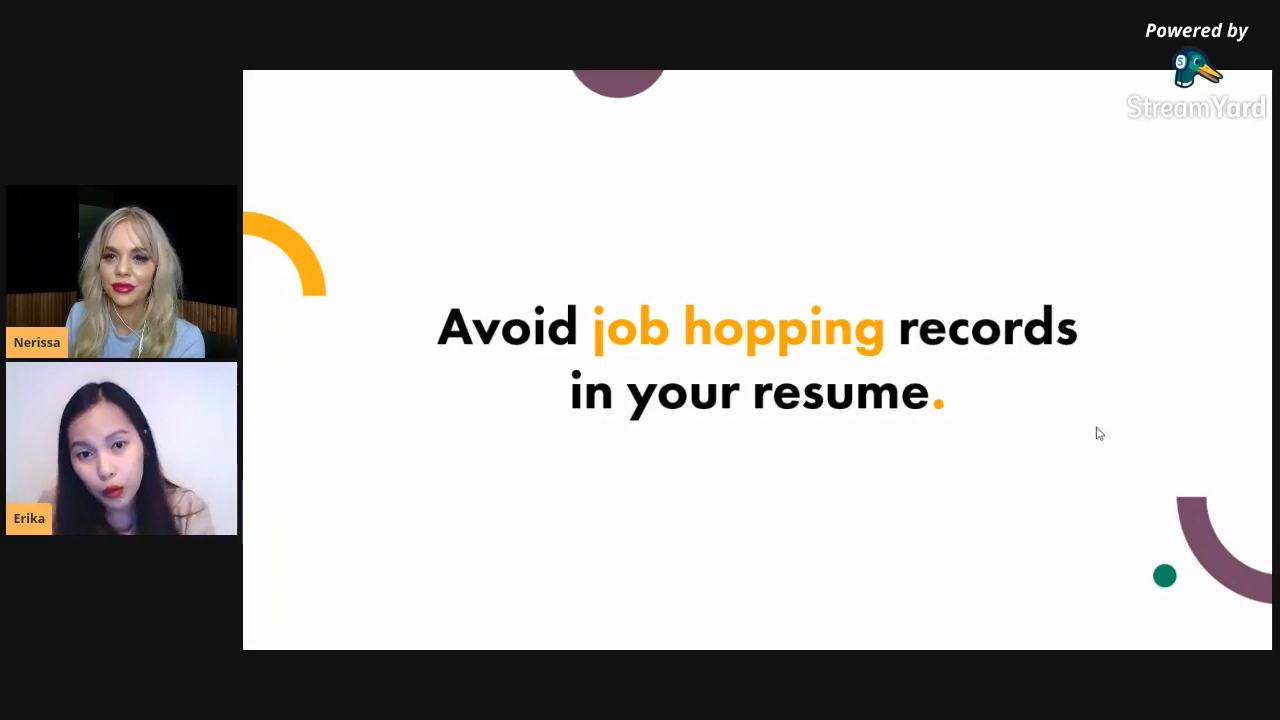 Powered by
StreamYard
Nerissa
Erika
Avoid job hopping records
in your resume.